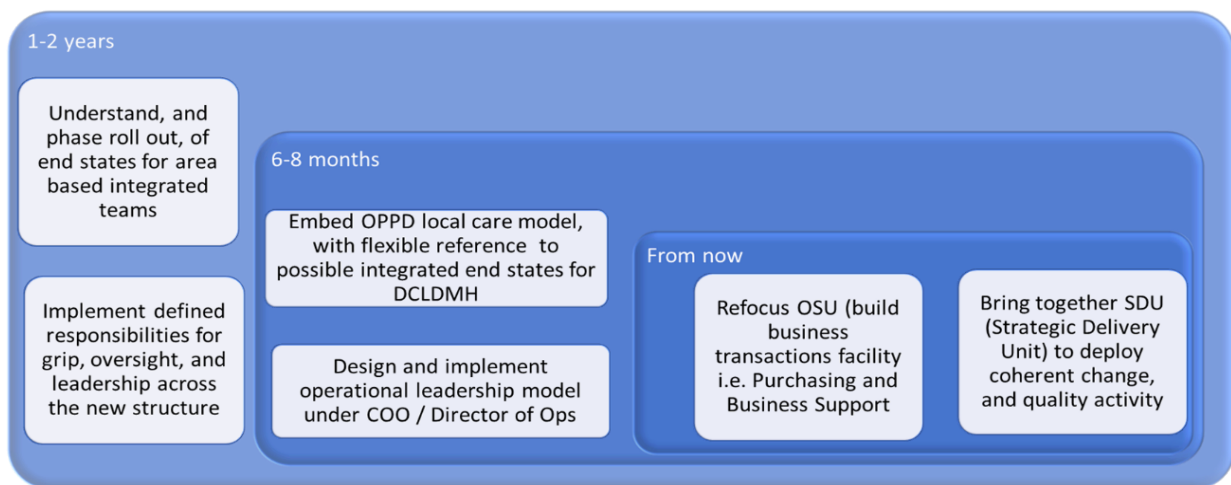 1-2 years
Understand, and
phase roll out, of
end states for area
based integrated
teams
Implement defined
responsibilities for
grip, oversight, and
leadership across
the new structure
6-8 months
Embed OPPD local care model,
with flexible reference to
possible integrated end states for
DCLDMH
Design and implement
operational leadership model
under COO / Director of Ops
From now
Refocus OSU (build
business
transactions facility
i.e. Purchasing and
Business Support
Bring together SDU
(Strategic Delivery
Unit) to deploy
coherent change,
and quality activity